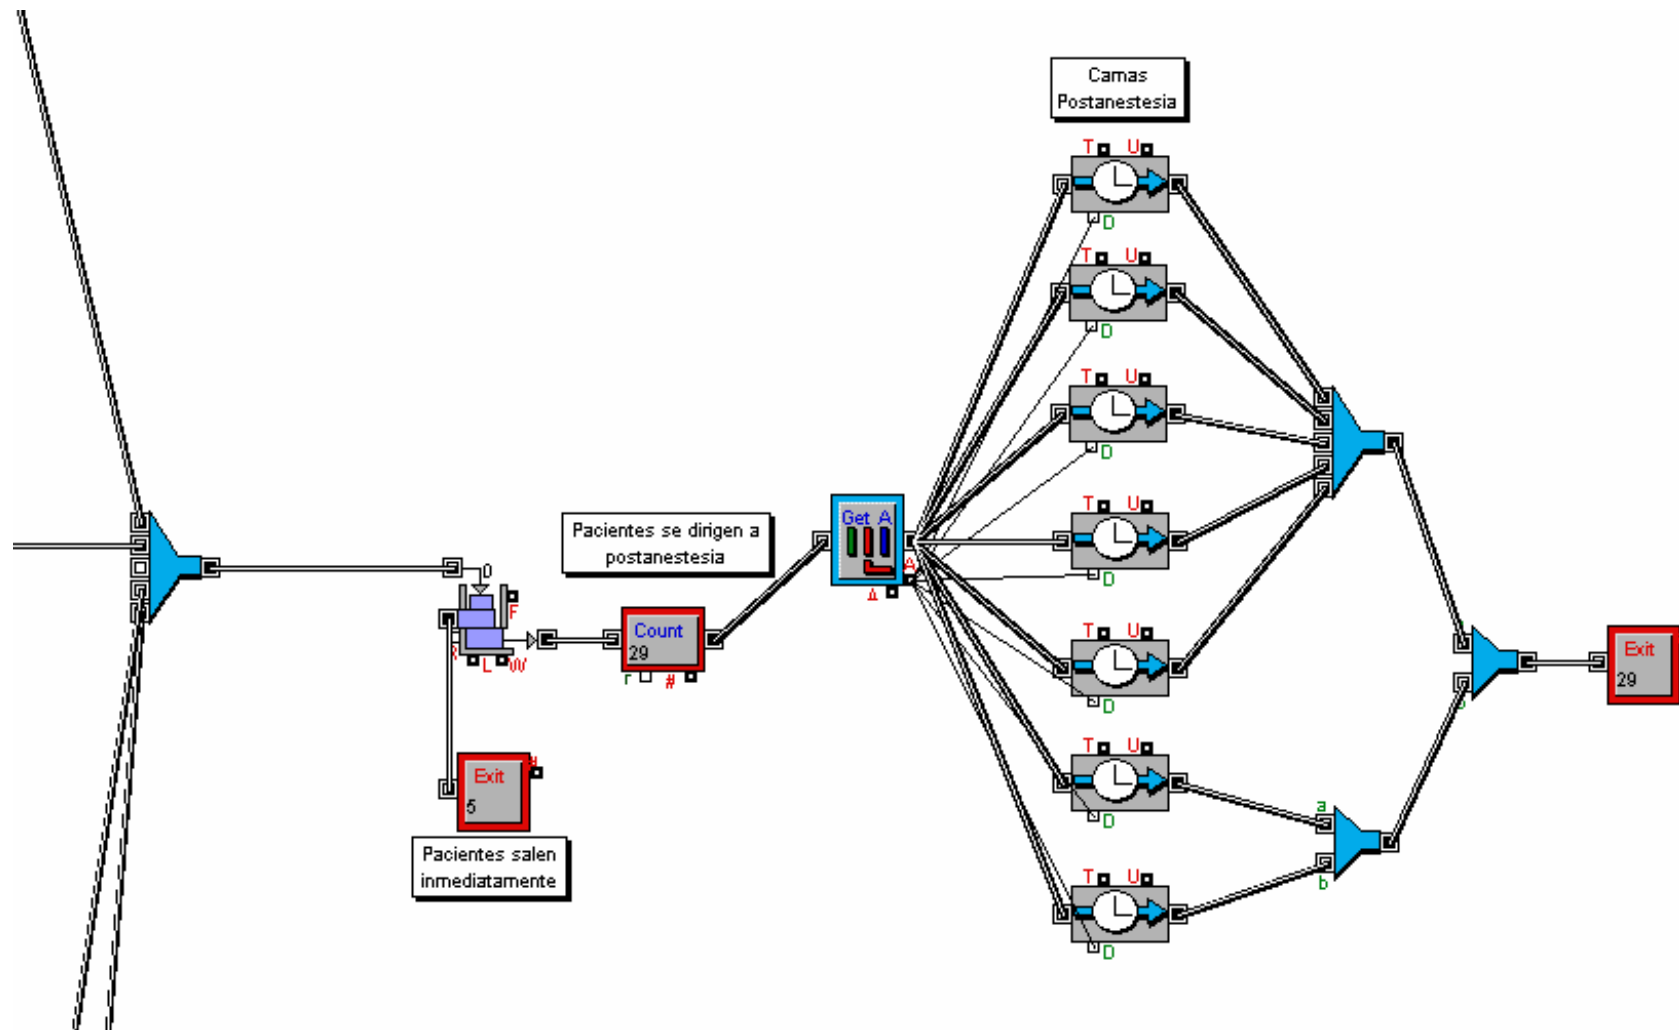 Camas
Postanestesia
T U
D
T U
D
T U
D
T U
D
T U
D
T U
D
T U
D
Pacientes se dirigen a
postanestesia
Get A
A
Δ
F
L W
Count
29
r #
Exit
5
Pacientes salen
inmediatamente
a
b
Exit
29